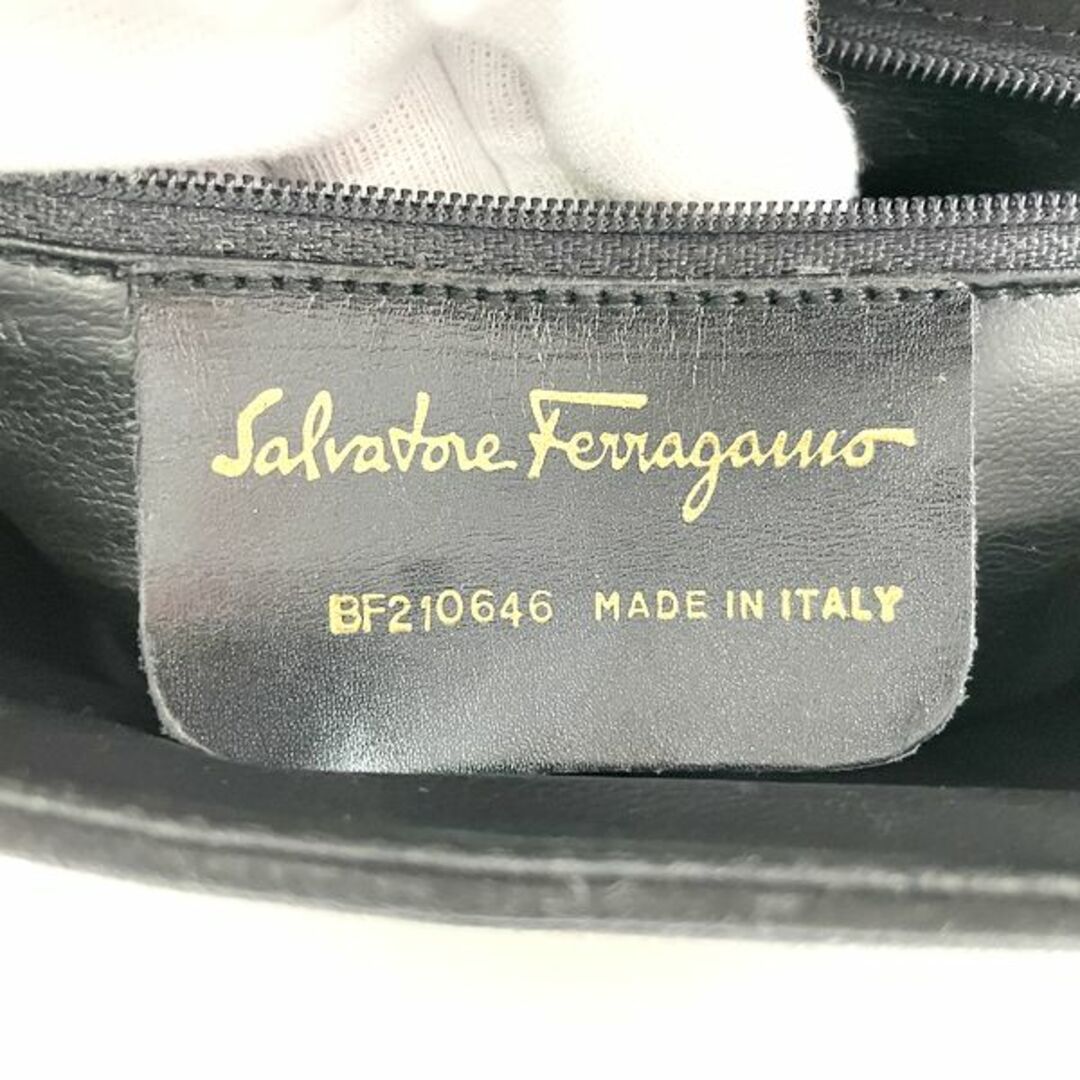 Salvatore Ferragamo
BF210646 MADE IN ITALY